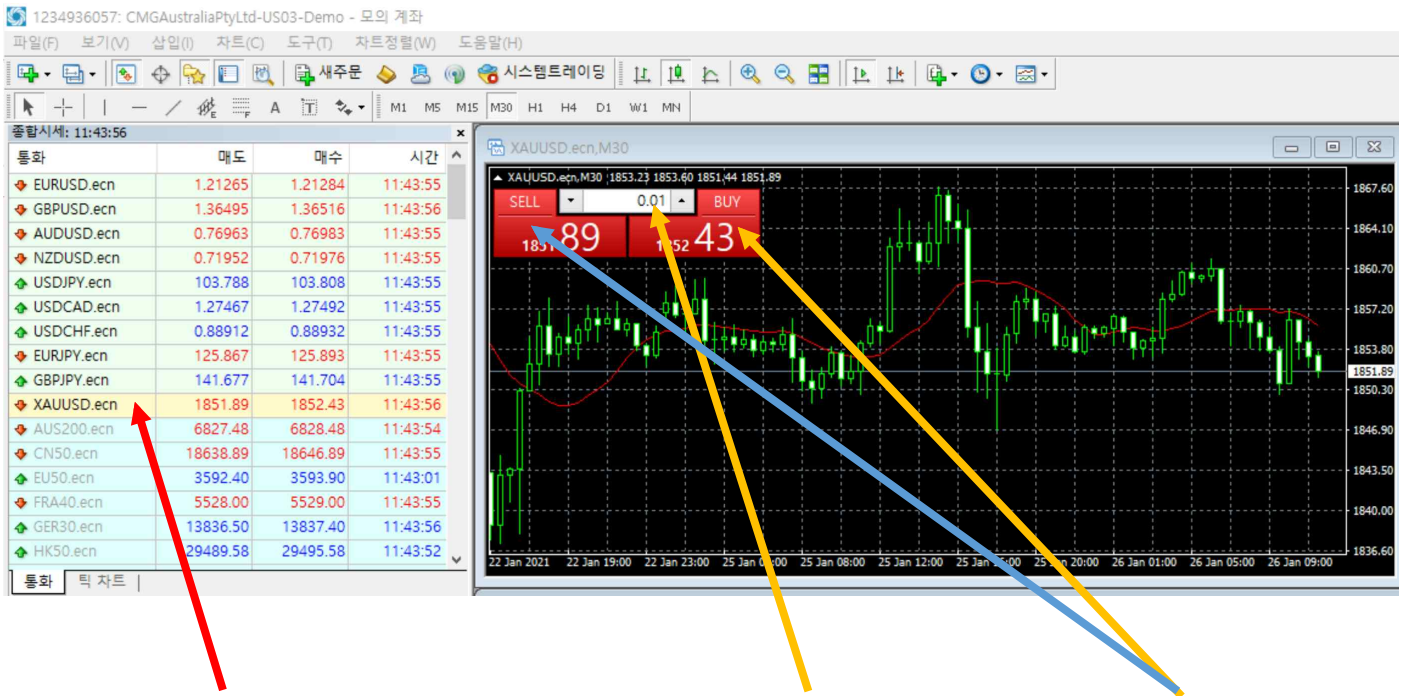 1234936057: CMGAustraliaPtyLtd-US03-Demo - 모의 계좌
파일(F) 보기(V) 삽입(I) 차트(C) 도구(T) 차트정렬(W) 도움말(H)
새주문 시스템트레이딩
E F A T M1 M5 M15 M30 H1 H4 D1 W1 MN
종합시세: 11:43:56
통화 매도 매수 시간
EURUSD.ecn 1.21265 1.21284 11:43:55
GBPUSD.ecn 1.36495 1.36516 11:43:56
AUDUSD.ecn 0.76963 0.76983 11:43:55
NZDUSD.ecn 0.71952 0.71976 11:43:55
USDJPY.ecn 103.788 103.808 11:43:55
USDCAD.ecn 1.27467 1.27492 11:43:55
USDCHF.ecn 0.88912 0.88932 11:43:55
EURJPY.ecn 125.867 125.893 11:43:55
GBPJPY.ecn 141.677 141.704 11:43:55
XAUUSD.ecn 1851.89 1852.43 11:43:56
AUS200.ecn 6827.48 6828.48 11:43:54
CN50.ecn 18638.89 18646.89 11:43:55
EU50.ecn 3592.40 3593.90 11:43:01
FRA40.ecn 5528.00 5529.00 11:43:55
GER30.ecn 13836.50 13837.40 11:43:56
HK50.ecn 29489.58 29495.58 11:43:52
통화 틱 차트
XAUUSD.ecn,M30
XAUUSD.ecn,M30 1853.23 1853.60 1851.44 1851.89
SELL 0.01 BUY
1851 89 1852 43
1867.60
1864.10
1860.70
1857.20
1853.80
1851.89
1850.30
1846.90
1843.50
1840.00
1836.60
22 Jan 2021 22 Jan 19:00 22 Jan 23:00 25 Jan 25 Jan 08:00 25 Jan 12:00 25 Jan 25 Jan 20:00 26 Jan 01:00 26 Jan 05:00 26 Jan 09:00